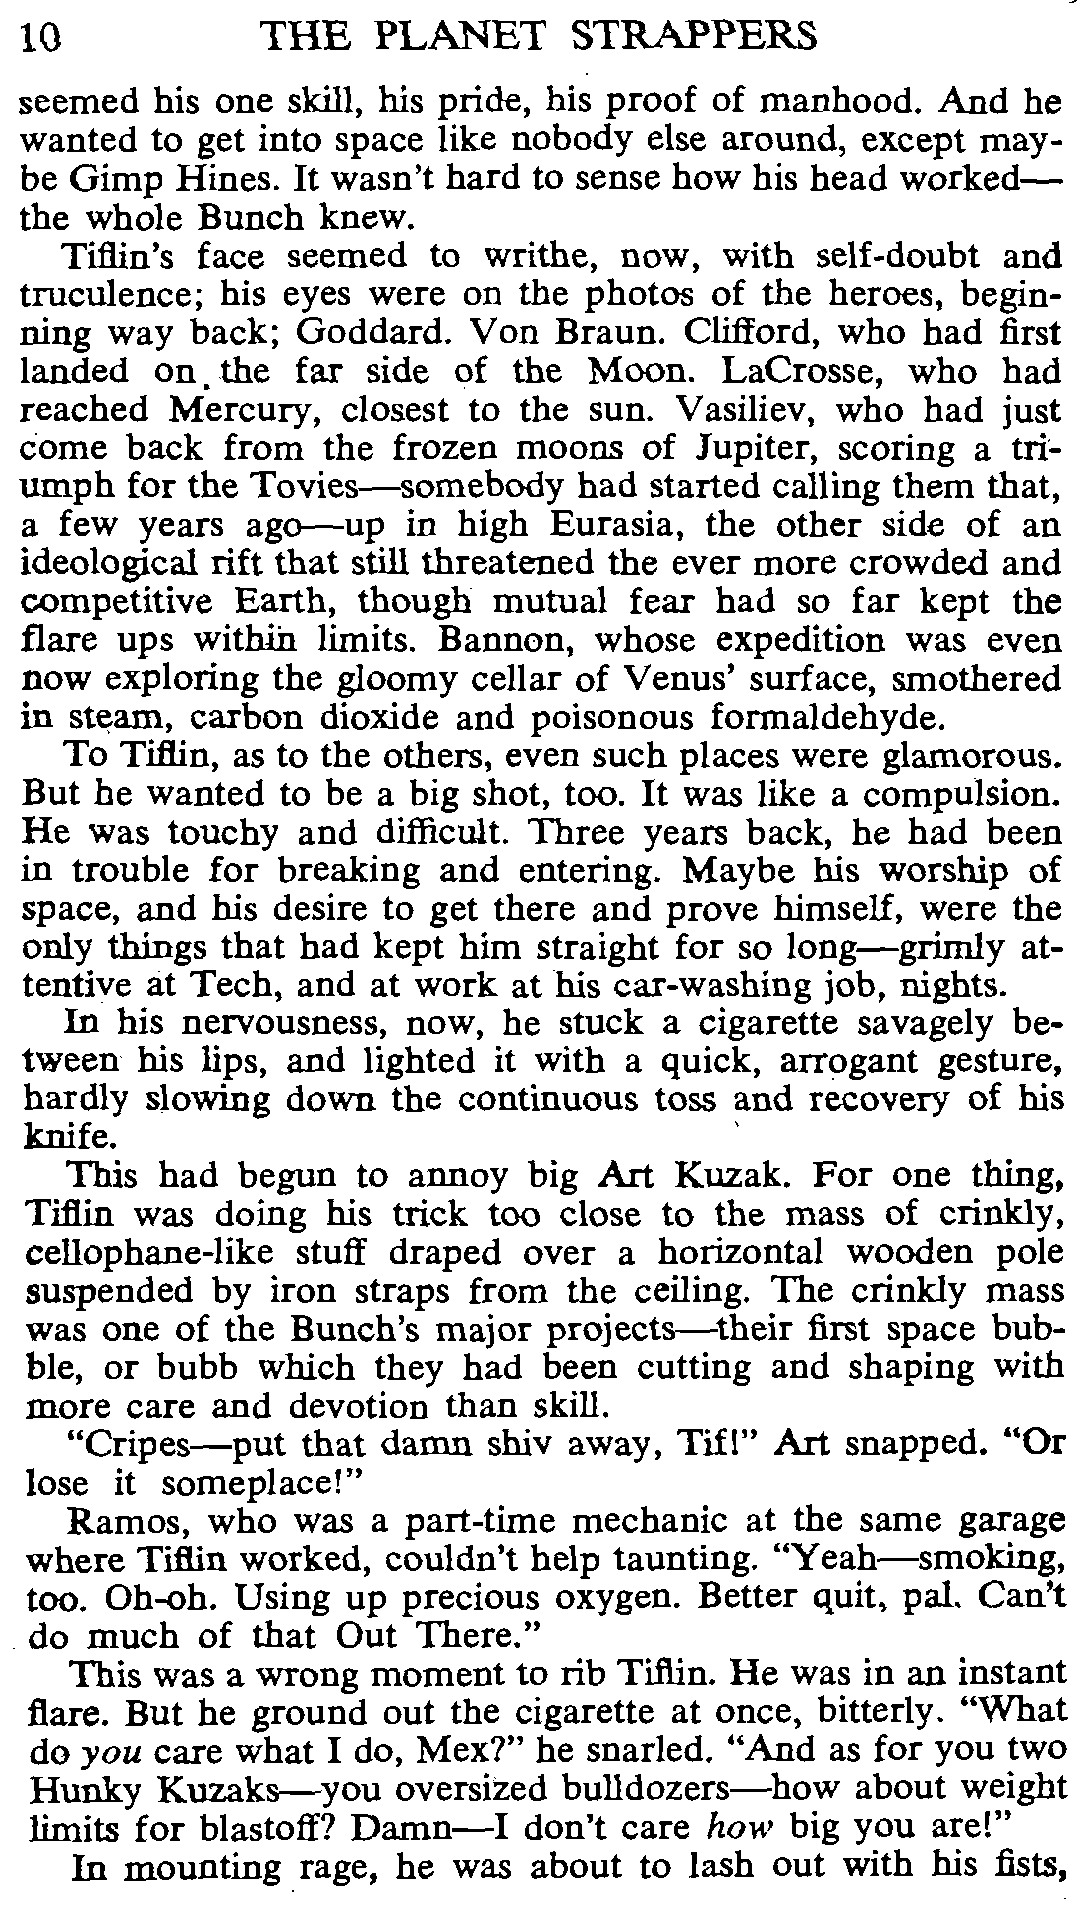 10 THE PLANET STRAPPERS
seemed his one skill, his pride, his proof of manhood. And he
wanted to get into space like nobody else around, except may-
be Gimp Hines. It wasn't hard to sense how his head worked—
the whole Bunch knew.
Tiflin's face seemed to writhe, now, with self-doubt and
truculence; his eyes were on the photos of the heroes, begin-
ning way back; Goddard. Von Braun. Clifford, who had first
landed on the far side of the Moon. LaCrosse, who had
reached Mercury, closest to the sun. Vasiliev, who had just
come back from the frozen moons of Jupiter, scoring a tri-
umph for the Tovies—somebody had started calling them that,
a few years ago—up in high Eurasia, the other side of an
ideological rift that still threatened the ever more crowded and
competitive Earth, though mutual fear had so far kept the
flare ups within limits. Bannon, whose expedition was even
now exploring the gloomy cellar of Venus' surface, smothered
in steam, carbon dioxide and poisonous formaldehyde.
To Tiflin, as to the others, even such places were glamorous.
But he wanted to be a big shot, too. It was like a compulsion.
He was touchy and difficult. Three years back, he had been
in trouble for breaking and entering. Maybe his worship of
space, and his desire to get there and prove himself, were the
only things that had kept him straight for so long—grimly at-
tentive at Tech, and at work at his car-washing job, nights.
In his nervousness, now, he stuck a cigarette savagely be-
tween his lips, and lighted it with a quick, arrogant gesture,
hardly slowing down the continuous toss and recovery of his
knife.
This had begun to annoy big Art Kuzak. For one thing,
Tiflin was doing his trick too close to the mass of crinkly,
cellophane-like stuff draped over a horizontal wooden pole
suspended by iron straps from the ceiling. The crinkly mass
was one of the Bunch's major projects—their first space bub-
ble, or bubb which they had been cutting and shaping with
more care and devotion than skill.
"Cripes—put that damn shiv away, Tif!" Art snapped. "Or
lose it someplace!"
Ramos, who was a part-time mechanic at the same garage
where Tiflin worked, couldn't help taunting. "Yeah—smoking,
too. Oh-oh. Using up precious oxygen. Better quit, pal. Can't
do much of that Out There."
This was a wrong moment to rib Tiflin. He was in an instant
flare. But he ground out the cigarette at once, bitterly. "What
do you care what I do, Mex?" he snarled. "And as for you two
Hunky Kuzaks—you oversized bulldozers—how about weight
limits for blastoff? Damn—I don't care how big you are!"
In mounting rage, he was about to lash out with his fists,